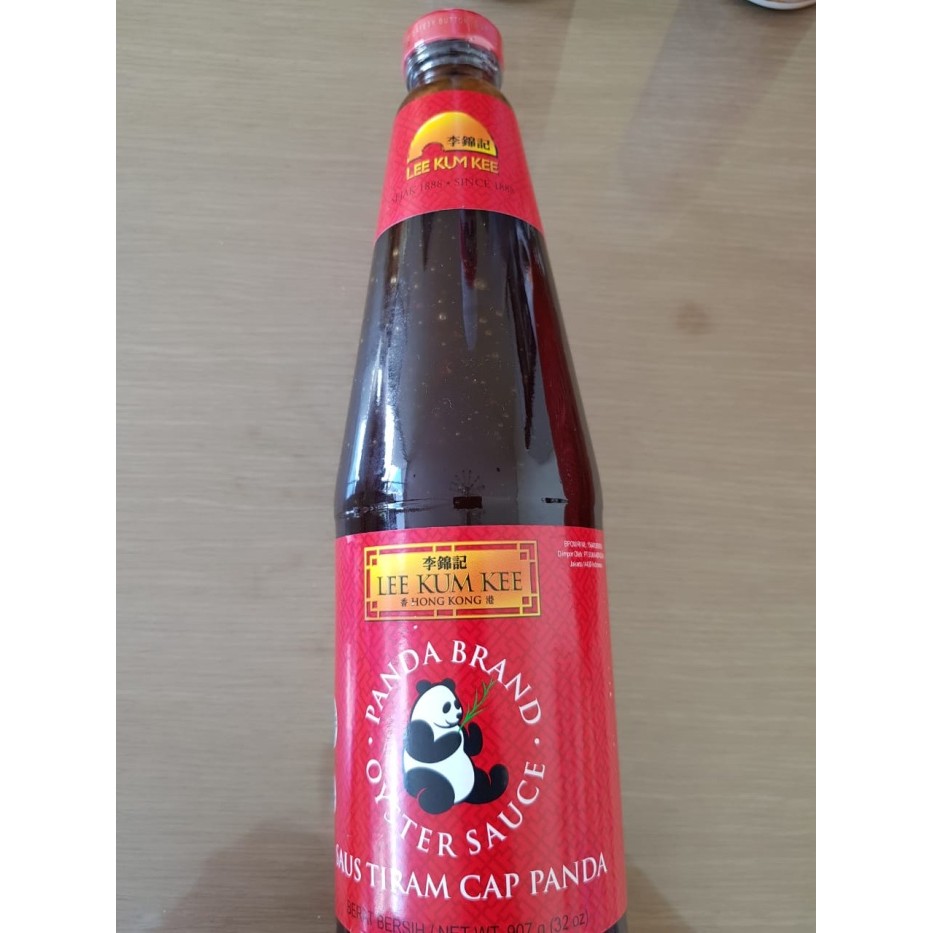 李錦記
LEE KUM KEE
SEJAK 1888 • SINCE 1888
李錦記
LEE KUM KEE
香 HONG KONG 港
• PANDA BRAND •
OYSTER SAUCE
SAUS TIRAM CAP PANDA
BERAT BERSIH / NET WT. 907 g (32 oz)